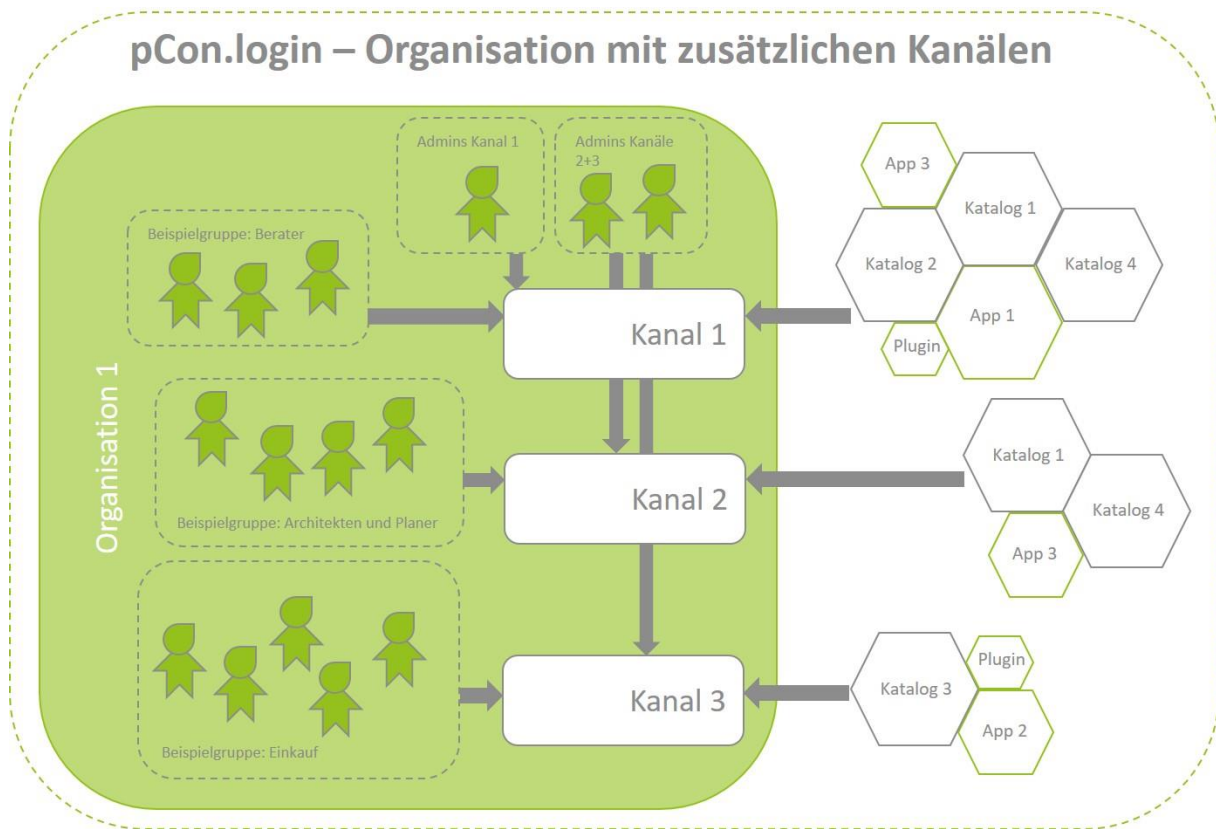 pCon.login – Organisation mit zusätzlichen Kanälen
Admins Kanal 1
Admins Kanäle
2+3
Beispielgruppe: Berater
Organisation 1
Kanal 1
App 3
Katalog 1
Katalog 2
Katalog 4
App 1
Plugin
Beispielgruppe: Architekten und Planer
Kanal 2
Katalog 1
Katalog 4
App 3
Beispielgruppe: Einkauf
Kanal 3
Katalog 3
Plugin
App 2